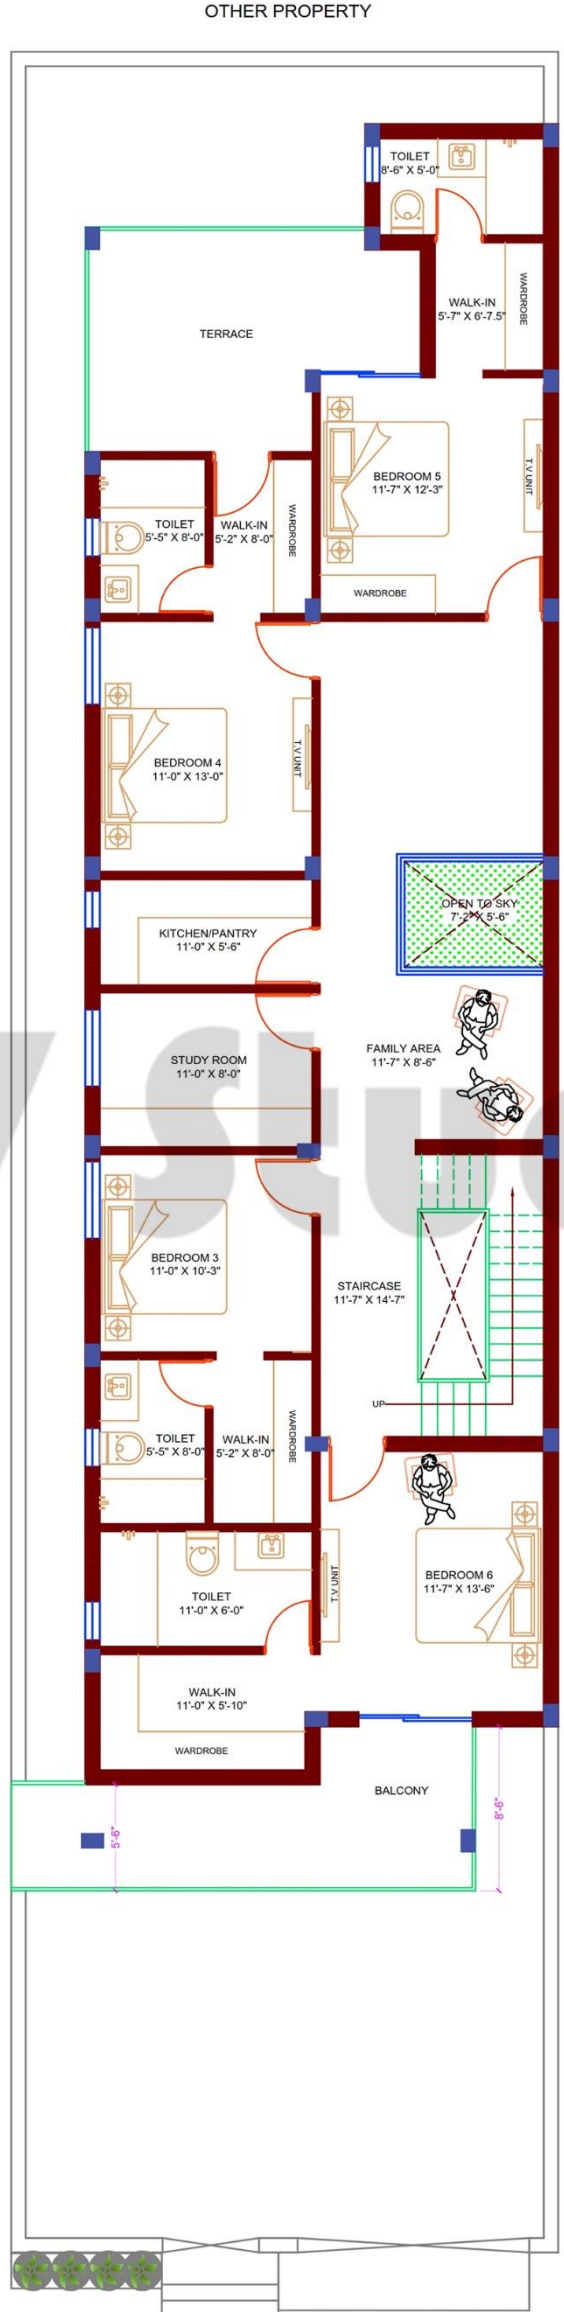 OTHER PROPERTY
TOILET
8'-6" X 5'-0"
WALK-IN
5'-7" X 6'-7.5"
WARDROBE
TERRACE
BEDROOM 5
11'-7" X 12'-3"
T.V UNIT
WARDROBE
TOILET
5'-5" X 8'-0"
WALK-IN
5'-2" X 8'-0"
WARDROBE
BEDROOM 4
11'-0" X 13'-0"
T.V UNIT
OPEN TO SKY
7'-2" X 5'-6"
KITCHEN/PANTRY
11'-0" X 5'-6"
FAMILY AREA
11'-7" X 8'-6"
STUDY ROOM
11'-0" X 8'-0"
BEDROOM 3
11'-0" X 10'-3"
STAIRCASE
11'-7" X 14'-7"
UP
TOILET
5'-5" X 8'-0"
WALK-IN
5'-2" X 8'-0"
WARDROBE
BEDROOM 6
11'-7" X 13'-6"
T.V UNIT
TOILET
11'-0" X 6'-0"
WALK-IN
11'-0" X 5'-10"
WARDROBE
BALCONY
5'-6"
8'-6"